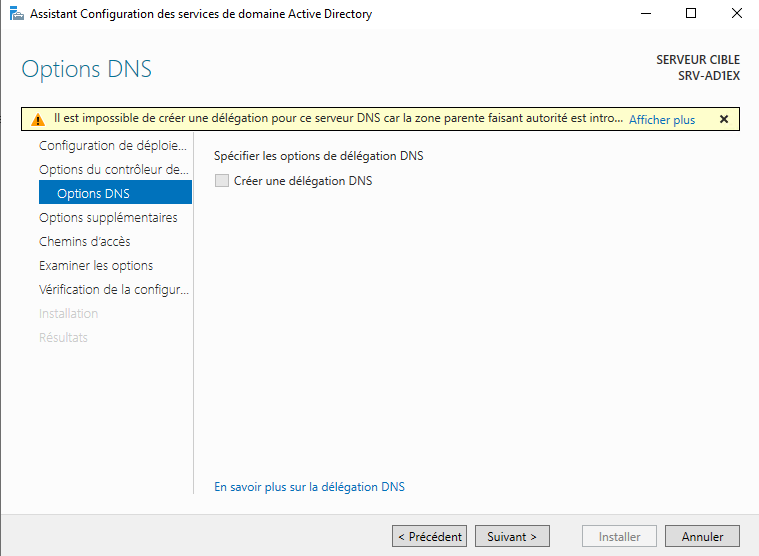 Assistant Configuration des services de domaine Active Directory
Options DNS
SERVEUR CIBLE
SRV-AD1EX
Il est impossible de créer une délégation pour ce serveur DNS car la zone parente faisant autorité est intro... Afficher plus
Configuration de déploie...
Options du contrôleur de...
Options DNS
Options supplémentaires
Chemins d'accès
Examiner les options
Vérification de la configur...
Installation
Résultats
Spécifier les options de délégation DNS
Créer une délégation DNS
En savoir plus sur la délégation DNS
< Précédent
Suivant >
Installer
Annuler